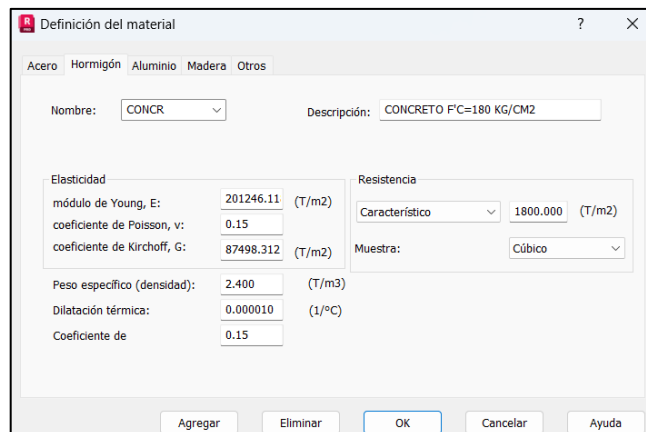 R PRO Definición del material ? X
Acero Hormigón Aluminio Madera Otros
Nombre: CONCR Descripción: CONCRETO F'C=180 KG/CM2
Elasticidad Resistencia
módulo de Young, E: 201246.11 (T/m2)
Característico 1800.000 (T/m2)
coeficiente de Poisson, v: 0.15
coeficiente de Kirchoff, G: 87498.312 (T/m2)
Muestra: Cúbico
Peso específico (densidad): 2.400 (T/m3)
Dilatación térmica: 0.000010 (1/°C)
Coeficiente de 0.15
Agregar Eliminar OK Cancelar Ayuda